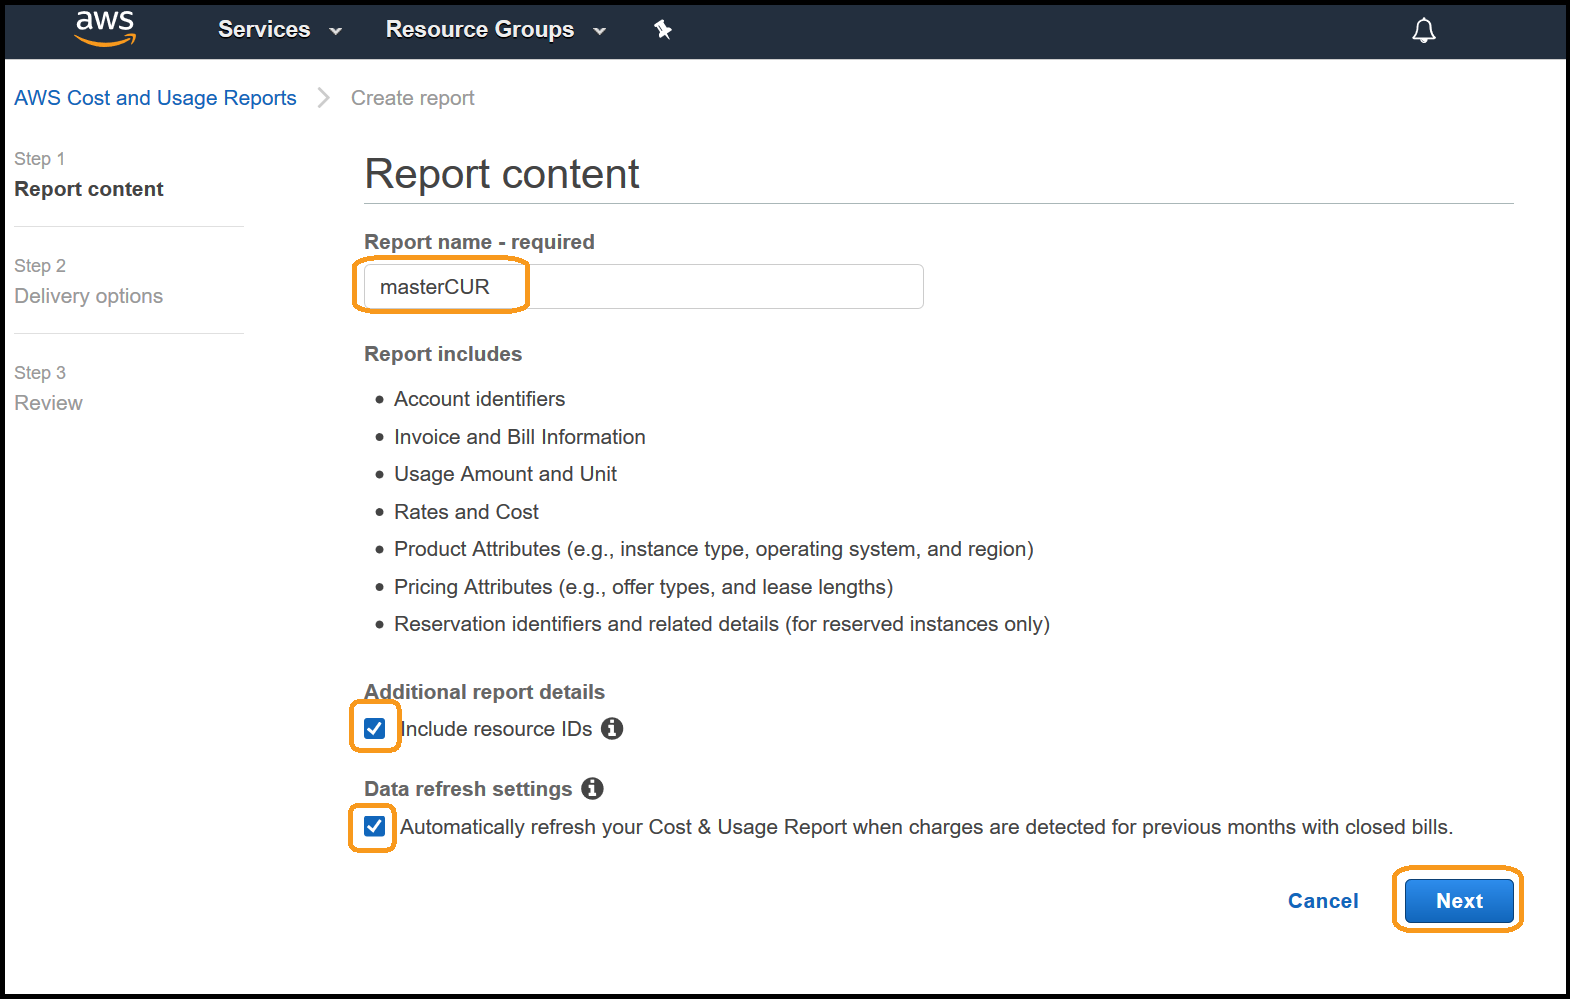 aws
Services
Resource Groups
AWS Cost and Usage Reports
Create report
Step 1
Report content
Step 2
Delivery options
Step 3
Review
Report content
Report name - required
masterCUR
Report includes
Account identifiers
Invoice and Bill Information
Usage Amount and Unit
Rates and Cost
Product Attributes (e.g., instance type, operating system, and region)
Pricing Attributes (e.g., offer types, and lease lengths)
Reservation identifiers and related details (for reserved instances only)
Additional report details
Include resource IDs
Data refresh settings
Automatically refresh your Cost & Usage Report when charges are detected for previous months with closed bills.
Cancel
Next